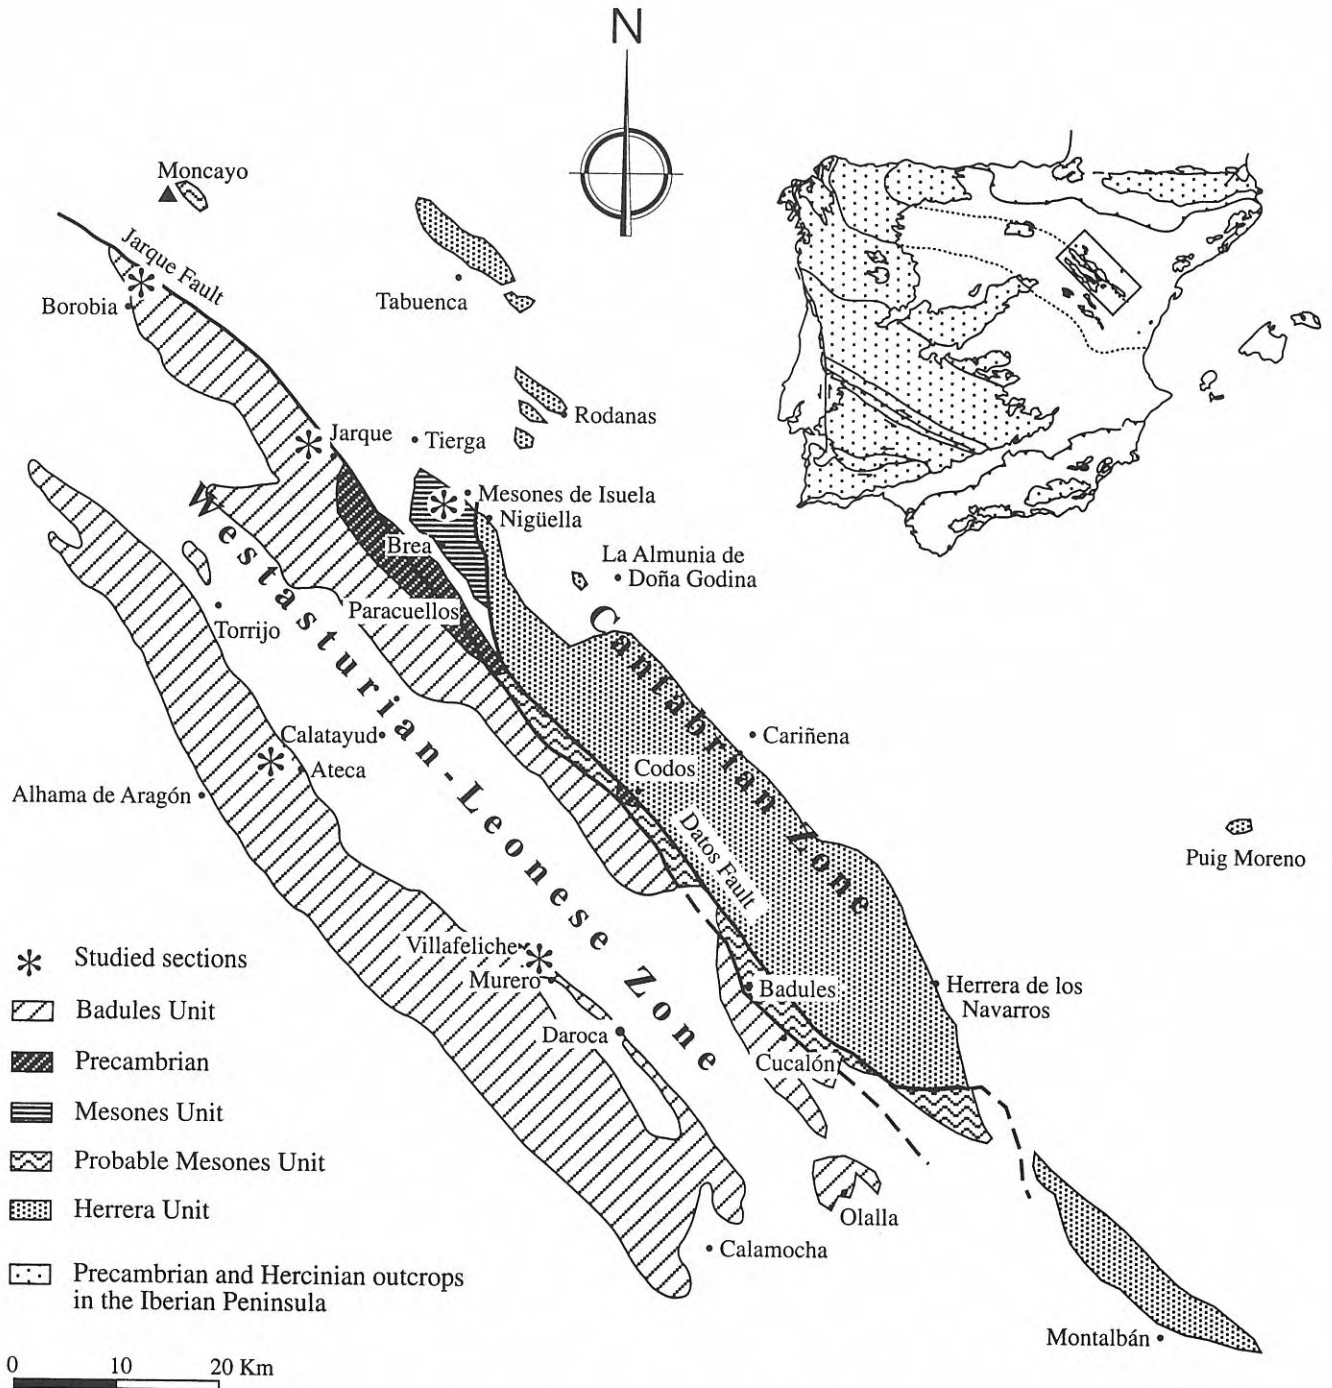 N
Moncayo
Jarque Fault
Borobia
Tabuenca
Rodanas
Jarque
Tierga
Mesones de Isuela
Nigüella
Brea
La Almunia de
Doña Godina
Paracuellos
Torrijo
Westasturian-Leonese Zone
Cantabrian Zone
Calatayud
Ateca
Alhama de Aragón
Cariñena
Codos
Datos Fault
Puig Moreno
Villafeliche
Murero
Daroca
Badules
Cucalón
Herrera de los
Navarros
Olalla
Calamocha
Montalbán
Studied sections
Badules Unit
Precambrian
Mesones Unit
Probable Mesones Unit
Herrera Unit
Precambrian and Hercinian outcrops
in the Iberian Peninsula
0 10 20 Km